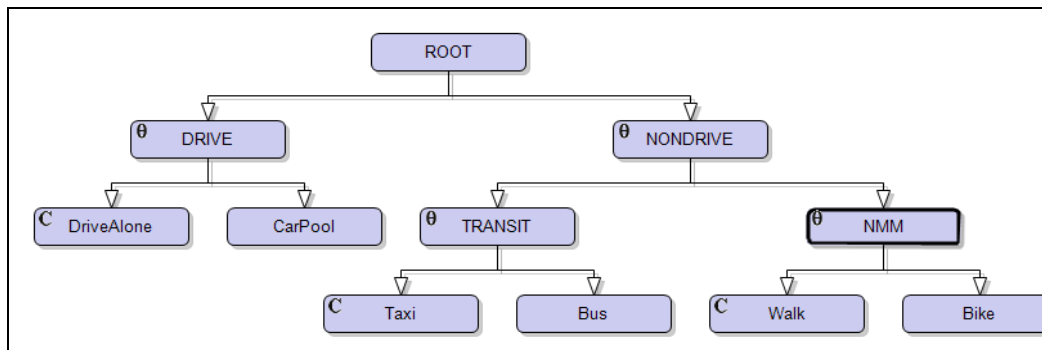 ROOT
θ DRIVE
θ NONDRIVE
C DriveAlone
CarPool
θ TRANSIT
θ NMM
C Taxi
Bus
C Walk
Bike